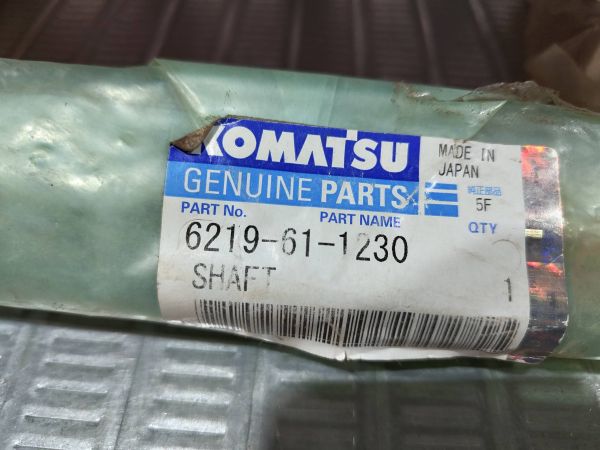 KOMATSU
MADE IN
JAPAN
GENUINE PARTS
純正部品
5F
PART No.
PART NAME
QTY
6219-61-1230
SHAFT
1